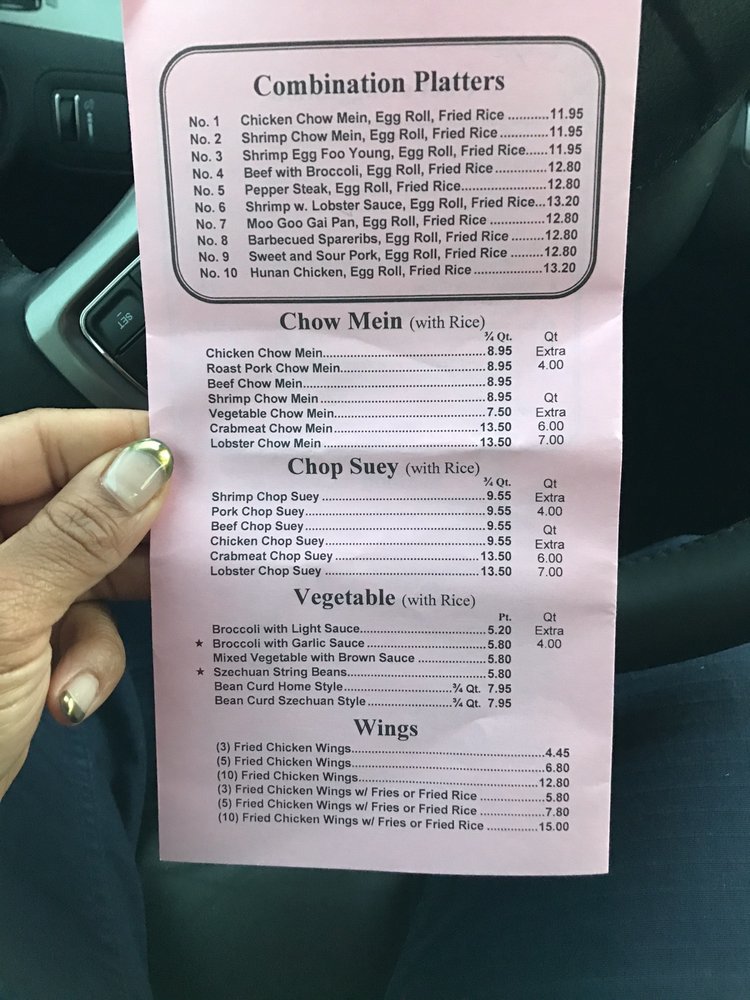 Combination Platters
No. 1 Chicken Chow Mein, Egg Roll, Fried Rice ...........11.95
No. 2 Shrimp Chow Mein, Egg Roll, Fried Rice .............11.95
No. 3 Shrimp Egg Foo Young, Egg Roll, Fried Rice......11.95
No. 4 Beef with Broccoli, Egg Roll, Fried Rice ..............12.80
No. 5 Pepper Steak, Egg Roll, Fried Rice.......................12.80
No. 6 Shrimp w. Lobster Sauce, Egg Roll, Fried Rice...13.20
No. 7 Moo Goo Gai Pan, Egg Roll, Fried Rice ...............12.80
No. 8 Barbecued Spareribs, Egg Roll, Fried Rice .........12.80
No. 9 Sweet and Sour Pork, Egg Roll, Fried Rice .........12.80
No. 10 Hunan Chicken, Egg Roll, Fried Rice ...................13.20
Chow Mein (with Rice)
¾ Qt. Qt
Chicken Chow Mein............................................8.95 Extra
Roast Pork Chow Mein.......................................8.95 4.00
Beef Chow Mein..................................................8.95
Shrimp Chow Mein .............................................8.95 Qt
Vegetable Chow Mein.........................................7.50 Extra
Crabmeat Chow Mein .......................................13.50 6.00
Lobster Chow Mein ..........................................13.50 7.00
Chop Suey (with Rice)
¾ Qt. Qt
Shrimp Chop Suey ............................................9.55 Extra
Pork Chop Suey.................................................9.55 4.00
Beef Chop Suey.................................................9.55 Qt
Chicken Chop Suey............................................9.55 Extra
Crabmeat Chop Suey .......................................13.50 6.00
Lobster Chop Suey ..........................................13.50 7.00
Vegetable (with Rice)
Pt. Qt
Broccoli with Light Sauce...................................5.20 Extra
★ Broccoli with Garlic Sauce .................................5.80 4.00
Mixed Vegetable with Brown Sauce ...................5.80
★ Szechuan String Beans.......................................5.80
Bean Curd Home Style..............................¾ Qt. 7.95
Bean Curd Szechuan Style........................¾ Qt. 7.95
Wings
(3) Fried Chicken Wings....................................................4.45
(5) Fried Chicken Wings....................................................6.80
(10) Fried Chicken Wings.................................................12.80
(3) Fried Chicken Wings w/ Fries or Fried Rice .................5.80
(5) Fried Chicken Wings w/ Fries or Fried Rice .................7.80
(10) Fried Chicken Wings w/ Fries or Fried Rice .............15.00
SET